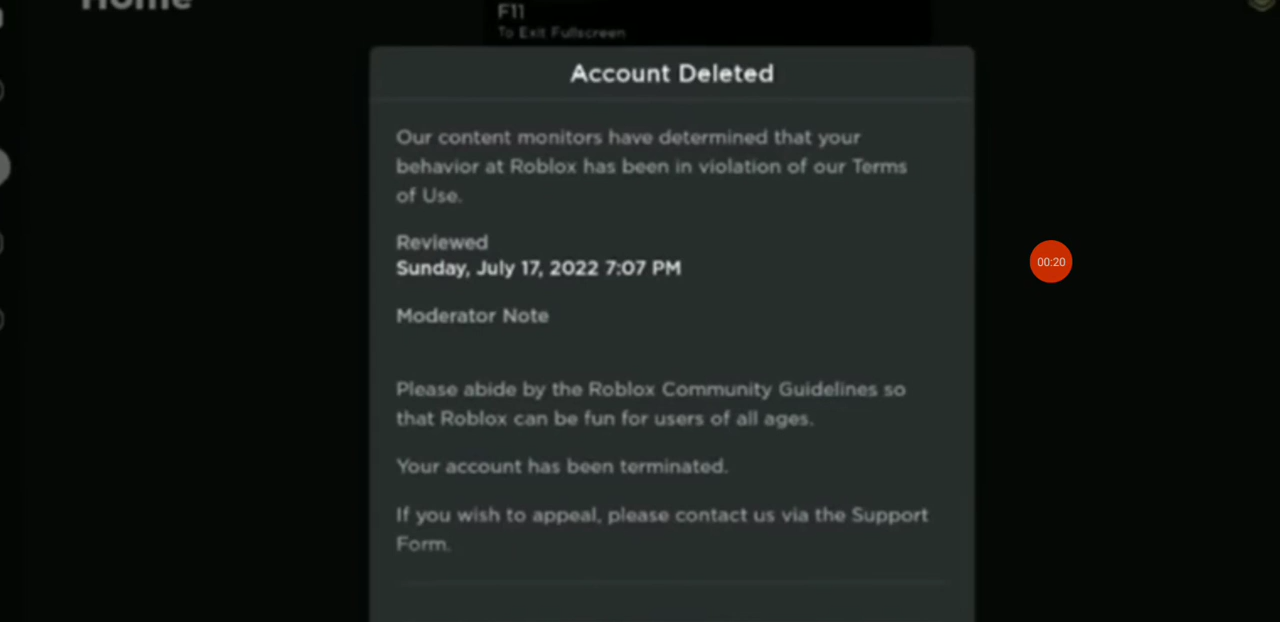 Home
F11
To Exit Fullscreen
Account Deleted
Our content monitors have determined that your
behavior at Roblox has been in violation of our Terms
of Use.
Reviewed
Sunday, July 17, 2022 7:07 PM
00:20
Moderator Note
Please abide by the Roblox Community Guidelines so
that Roblox can be fun for users of all ages.
Your account has been terminated.
If you wish to appeal, please contact us via the Support
Form.